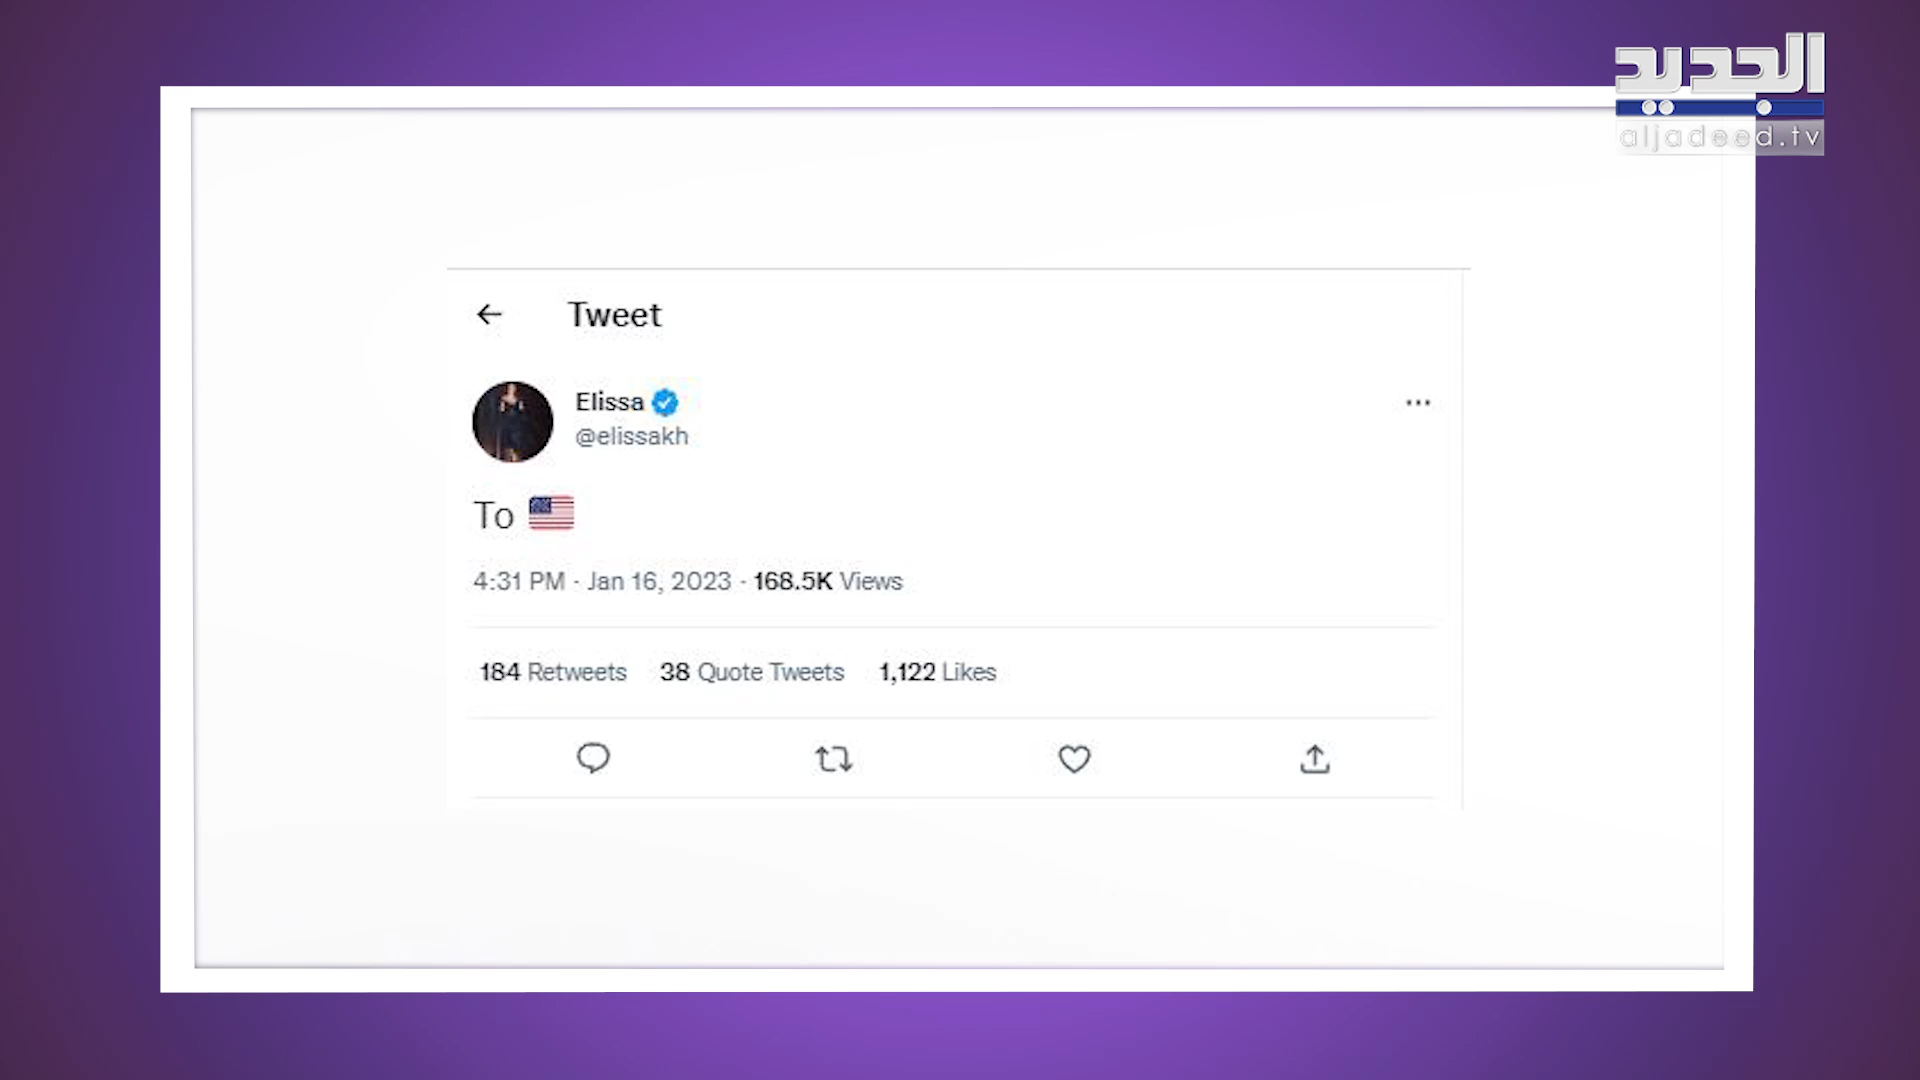 الجديد
aljadeed.tv
Tweet
Elissa
@elissakh
To 🇺🇸
4:31 PM · Jan 16, 2023 · 168.5K Views
184 Retweets 38 Quote Tweets 1,122 Likes